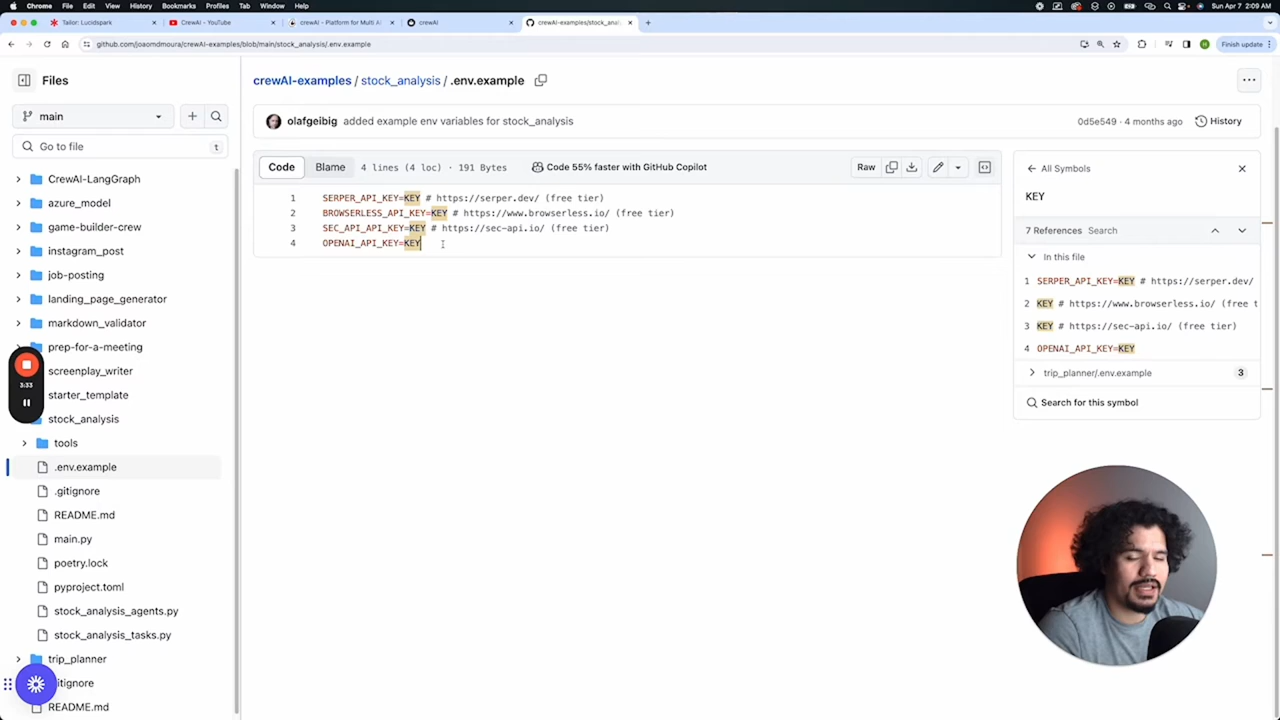 Chrome File Edit View History Bookmarks Profiles Tab Window Help
Sun Apr 7 2:09 AM
Tailor: Lucidspark
CrewAI - YouTube
crewAI - Platform for Multi AI
crewAI
crewAI-examples/stock_anal
github.com/joaomdmoura/crewAI-examples/blob/main/stock_analysis/.env.example
Finish update
Files
main
Go to file
t
CrewAI-LangGraph
azure_model
game-builder-crew
instagram_post
job-posting
landing_page_generator
markdown_validator
prep-for-a-meeting
screenplay_writer
starter_template
stock_analysis
tools
.env.example
.gitignore
README.md
main.py
poetry.lock
pyproject.toml
stock_analysis_agents.py
stock_analysis_tasks.py
trip_planner
itignore
README.md
3:33
crewAI-examples / stock_analysis / .env.example
olafgeibig added example env variables for stock_analysis
0d5e549 · 4 months ago
History
Code Blame 4 lines (4 loc) · 191 Bytes
Code 55% faster with GitHub Copilot
Raw
1 SERPER_API_KEY=KEY # https://serper.dev/ (free tier)
2 BROWSERLESS_API_KEY=KEY # https://www.browserless.io/ (free tier)
3 SEC_API_API_KEY=KEY # https://sec-api.io/ (free tier)
4 OPENAI_API_KEY=KEY
All Symbols
KEY
7 References Search
In this file
1 SERPER_API_KEY=KEY # https://serper.dev/
2 KEY # https://www.browserless.io/ (free t
3 KEY # https://sec-api.io/ (free tier)
4 OPENAI_API_KEY=KEY
trip_planner/.env.example 3
Search for this symbol